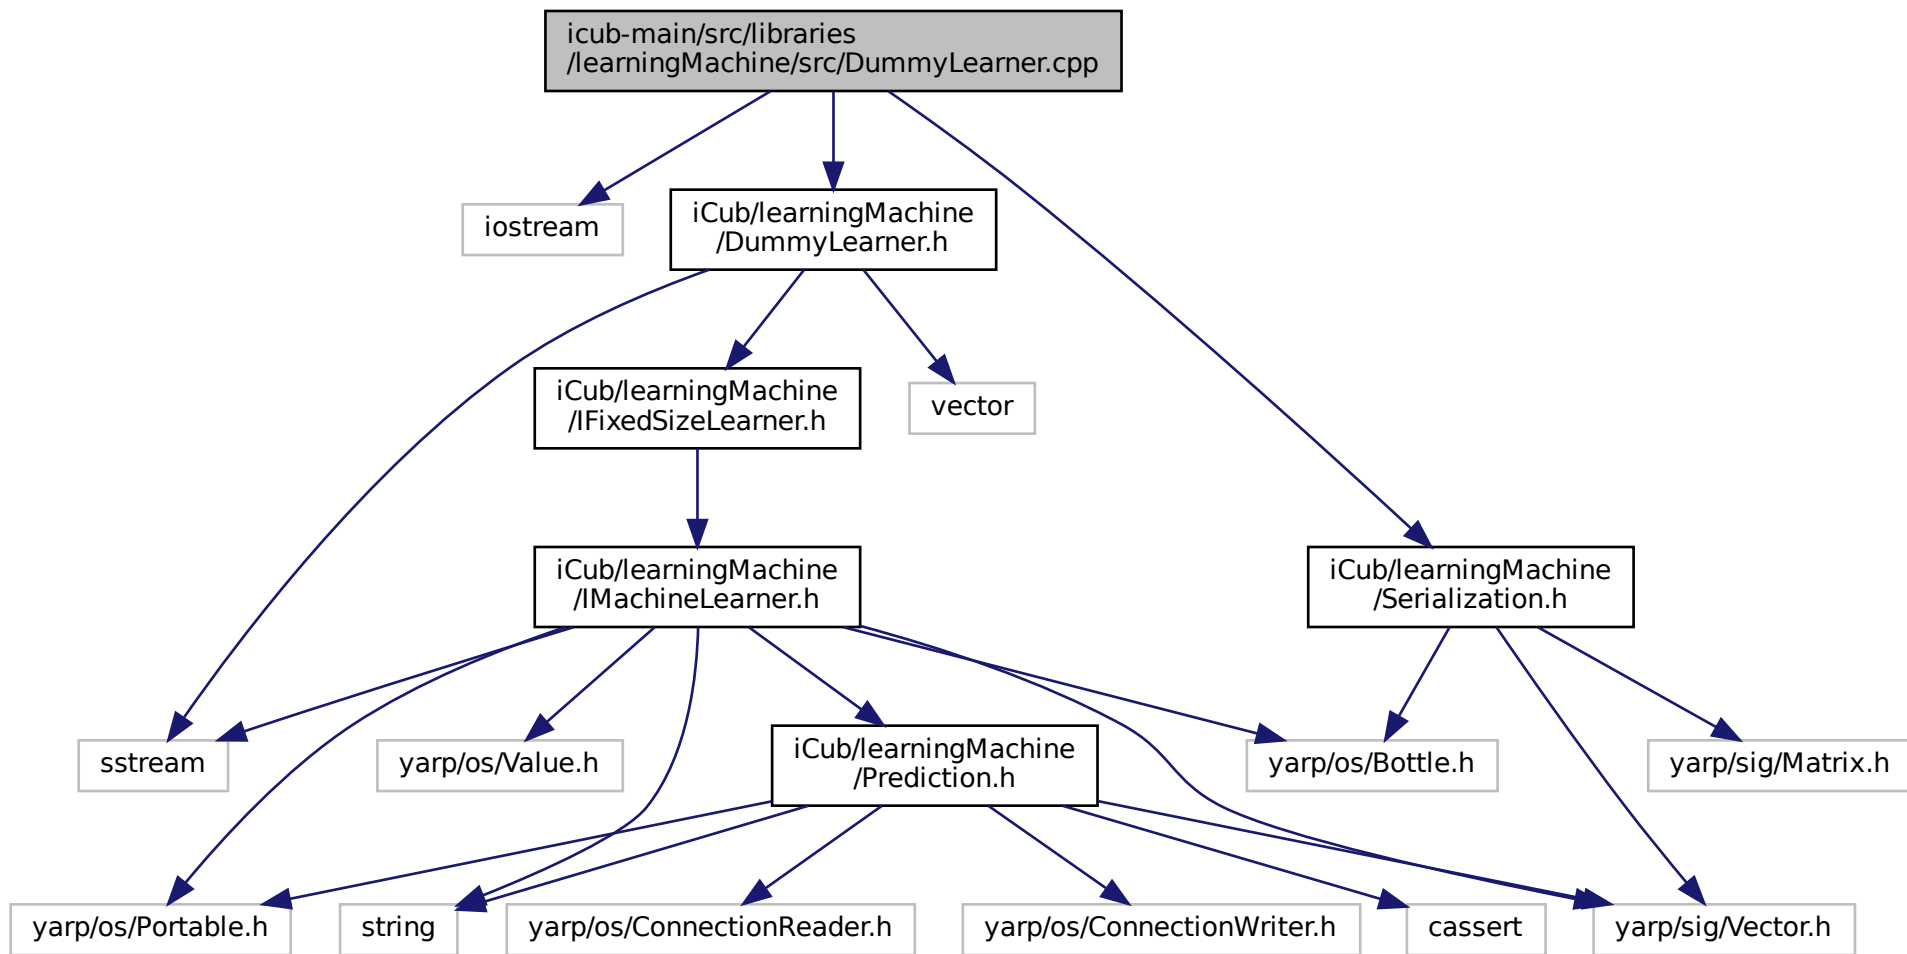 icub-main/src/libraries
/learningMachine/src/DummyLearner.cpp
iostream
iCub/learningMachine
/DummyLearner.h
iCub/learningMachine
/IFixedSizeLearner.h
vector
iCub/learningMachine
/IMachineLearner.h
iCub/learningMachine
/Serialization.h
sstream
yarp/os/Value.h
iCub/learningMachine
/Prediction.h
yarp/os/Bottle.h
yarp/sig/Matrix.h
yarp/os/Portable.h
string
yarp/os/ConnectionReader.h
yarp/os/ConnectionWriter.h
cassert
yarp/sig/Vector.h